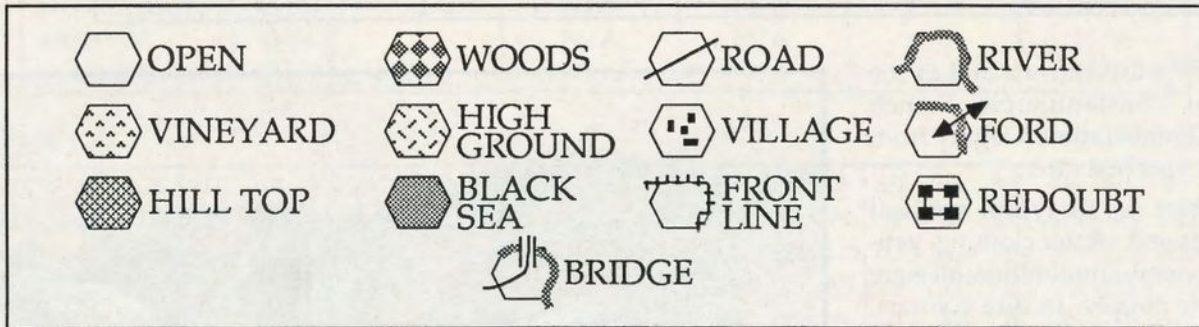 OPEN WOODS ROAD RIVER
VINEYARD HIGH GROUND VILLAGE FORD
HILL TOP BLACK SEA FRONT LINE REDOUBT
BRIDGE